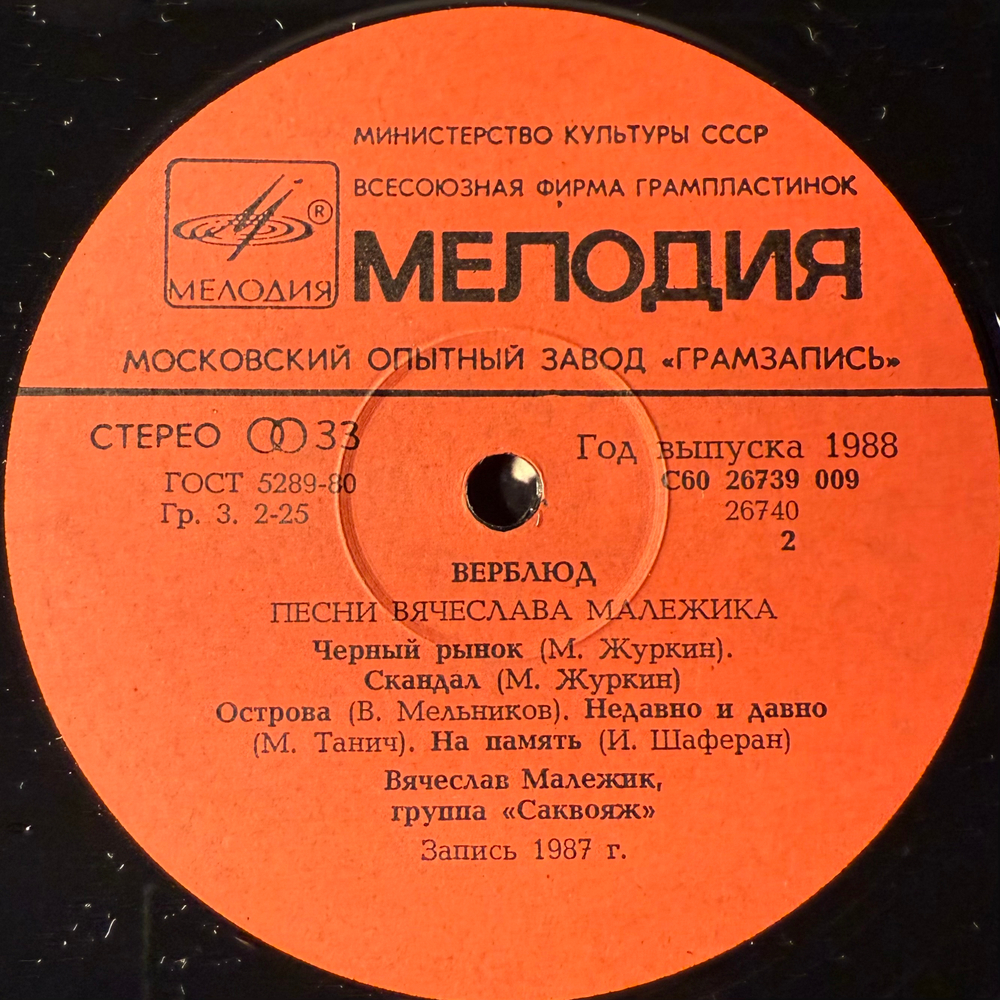 МИНИСТЕРСТВО КУЛЬТУРЫ СССР
ВСЕСОЮЗНАЯ ФИРМА ГРАМПЛАСТИНОК
®
МЕЛОДИЯ
МЕЛОДИЯ
МОСКОВСКИЙ ОПЫТНЫЙ ЗАВОД «ГРАМЗАПИСЬ»
СТЕРЕО 33
Год выпуска 1988
ГОСТ 5289-80
С60 26739 009
Гр. 3. 2-25
26740
2
ВЕРБЛЮД
ПЕСНИ ВЯЧЕСЛАВА МАЛЕЖИКА
Черный рынок (М. Журкин).
Скандал (М. Журкин)
Острова (В. Мельников). Недавно и давно
(М. Танич). На память (И. Шаферан)
Вячеслав Малежик,
группа «Саквояж»
Запись 1987 г.